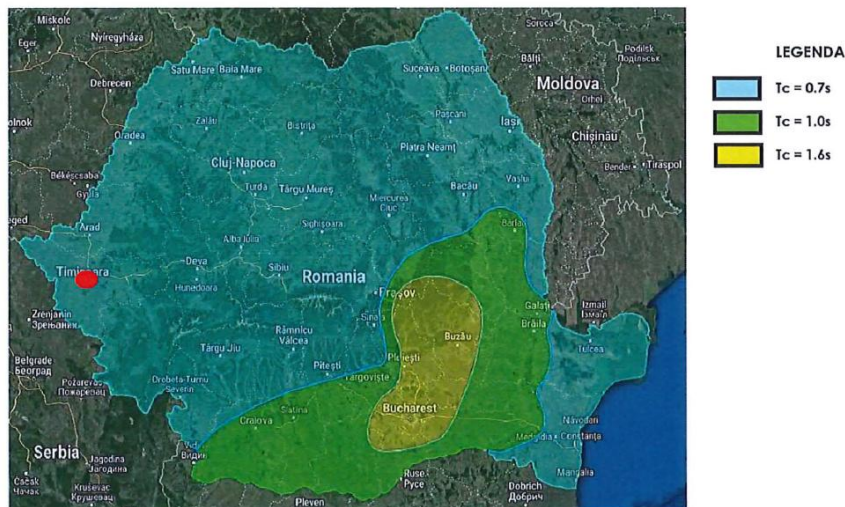 Miskolc
Eger
Nyíregyháza
Debrecen
Satu Mare
Baia Mare
Suceava
Botoșani
Soroca
Bălți
Moldova
Orhei
Podilsk
Подільськ
Oradea
Zalău
Bistrița
Pașcani
Iași
Chișinău
Bender
Tiraspol
Cluj-Napoca
Piatra Neamț
Békéscsaba
Gyula
Turda
Târgu Mureș
Miercurea
Ciuc
Bacău
Vaslui
Arad
Alba Iulia
Sighișoara
Bârlad
Timișoara
Deva
Hunedoara
Sibiu
Romania
Brașov
Galați
Brăila
Izmail
Ізмаїл
Zrenjanin
Зрењанин
Râmnicu
Vâlcea
Sinaia
Buzău
Tulcea
Belgrade
Београд
Târgu Jiu
Pitești
Ploiești
Târgoviște
Požarevac
Пожаревац
Drobeta-Turnu
Severin
Slatina
Craiova
Bucharest
Năvodari
Medgidia
Constanța
Serbia
Jagodina
Јагодина
Видин
Mangalia
Čačak
Чачак
Kruševac
Крушевац
Pleven
Ruse
Русе
Dobrich
Добрич
LEGENDA
Tc = 0.7s
Tc = 1.0s
Tc = 1.6s